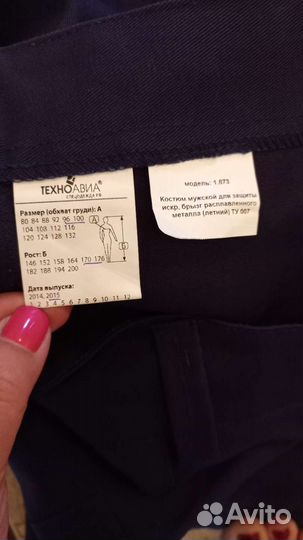 ТЕХНОАВИА®
СПЕЦОДЕЖДА.РФ
Размер (обхват груди): А
80 84 88 92 96 100
104 108 112 116
120 124 128 132
А
Б
Рост: Б
146 152 158 164 170 176
182 188 194 200
Дата выпуска:
2014, 2015
1 2 3 4 5 6 7 8 9 10 11 12
модель: 1.873
Костюм мужской для защиты
искр, брызг расплавленного
металла (летний) ТУ 007
Avito